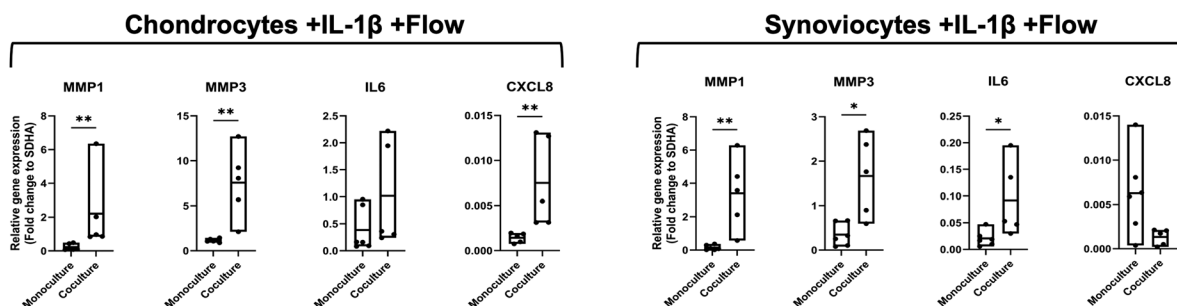 Chondrocytes +IL-1β +Flow
MMP1
MMP3
IL6
CXCL8
Relative gene expression
(Fold change to SDHA)
8
6
4
2
0
**
Monoculture
Coculture
15
10
5
0
**
Monoculture
Coculture
2.5
2.0
1.5
1.0
0.5
0.0
Monoculture
Coculture
0.015
0.010
0.005
0.000
**
Monoculture
Coculture
Synoviocytes +IL-1β +Flow
MMP1
MMP3
IL6
CXCL8
Relative gene expression
(Fold change to SDHA)
8
6
4
2
0
**
Monoculture
Coculture
3
2
1
0
*
Monoculture
Coculture
0.20
0.15
0.10
0.05
0.00
*
Monoculture
Coculture
0.015
0.010
0.005
0.000
Monoculture
Coculture